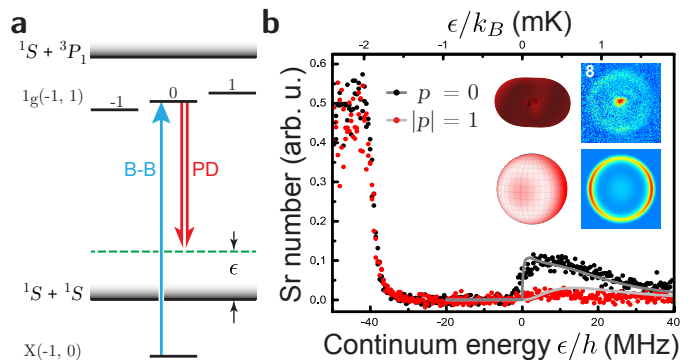 a
¹S + ³P₁
1g(-1, 1)
-1
0
1
B-B
PD
ϵ
¹S + ¹S
X(-1, 0)
b
ϵ/k_B (mK)
-2
-1
0
1
0.5
0.4
0.3
0.2
0.1
0.0
Sr number (arb. u.)
p = 0
|p| = 1
8
-40
-20
0
20
40
Continuum energy ϵ/h (MHz)